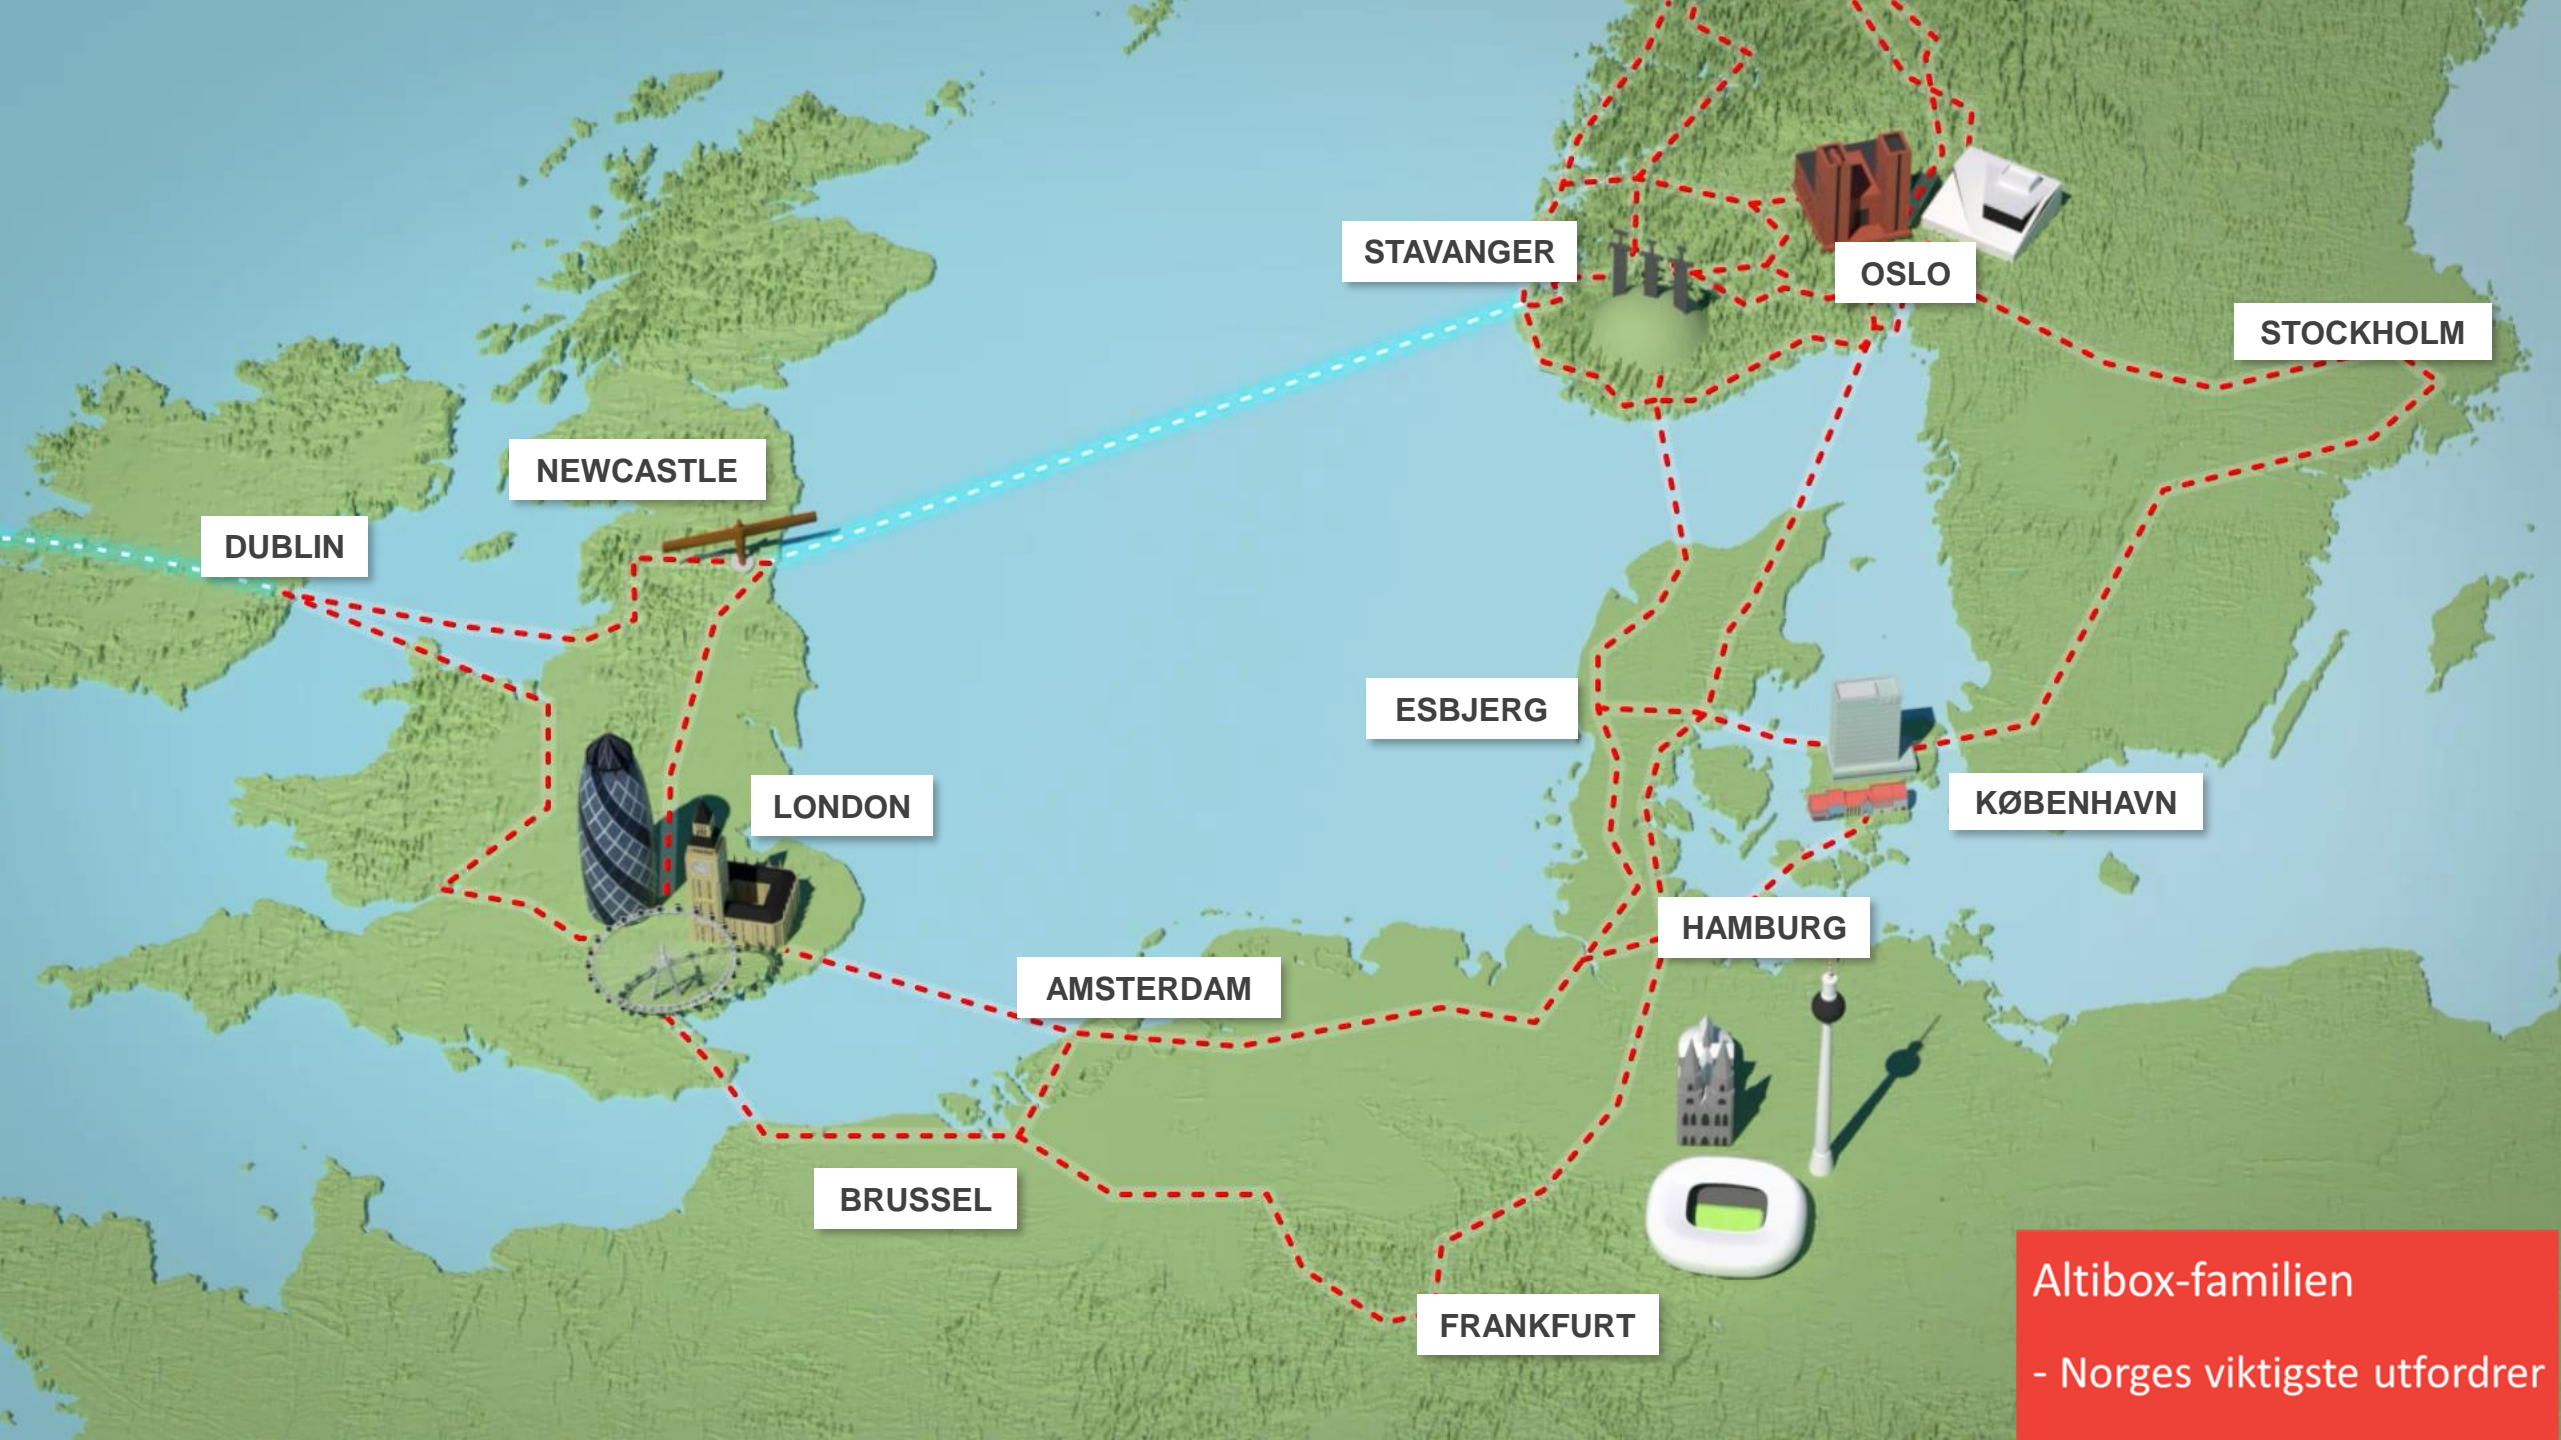 STAVANGER
OSLO
STOCKHOLM
NEWCASTLE
DUBLIN
ESBJERG
LONDON
KØBENHAVN
HAMBURG
AMSTERDAM
BRUSSEL
FRANKFURT
Altibox-familien
- Norges viktigste utfordrer